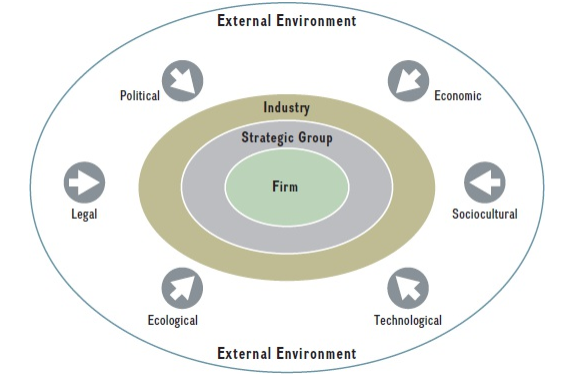 External Environment
Political
Economic
Industry
Strategic Group
Firm
Legal
Sociocultural
Ecological
Technological
External Environment